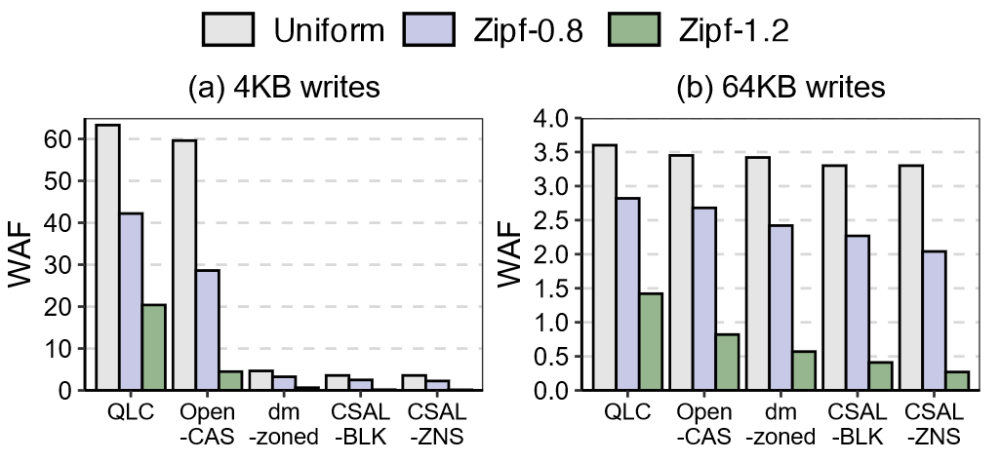 Uniform Zipf-0.8 Zipf-1.2
(a) 4KB writes
WAF
60
50
40
30
20
10
0
QLC Open dm CSAL CSAL
-CAS -zoned -BLK -ZNS
(b) 64KB writes
WAF
4.0
3.5
3.0
2.5
2.0
1.5
1.0
0.5
0.0
QLC Open dm CSAL CSAL
-CAS -zoned -BLK -ZNS